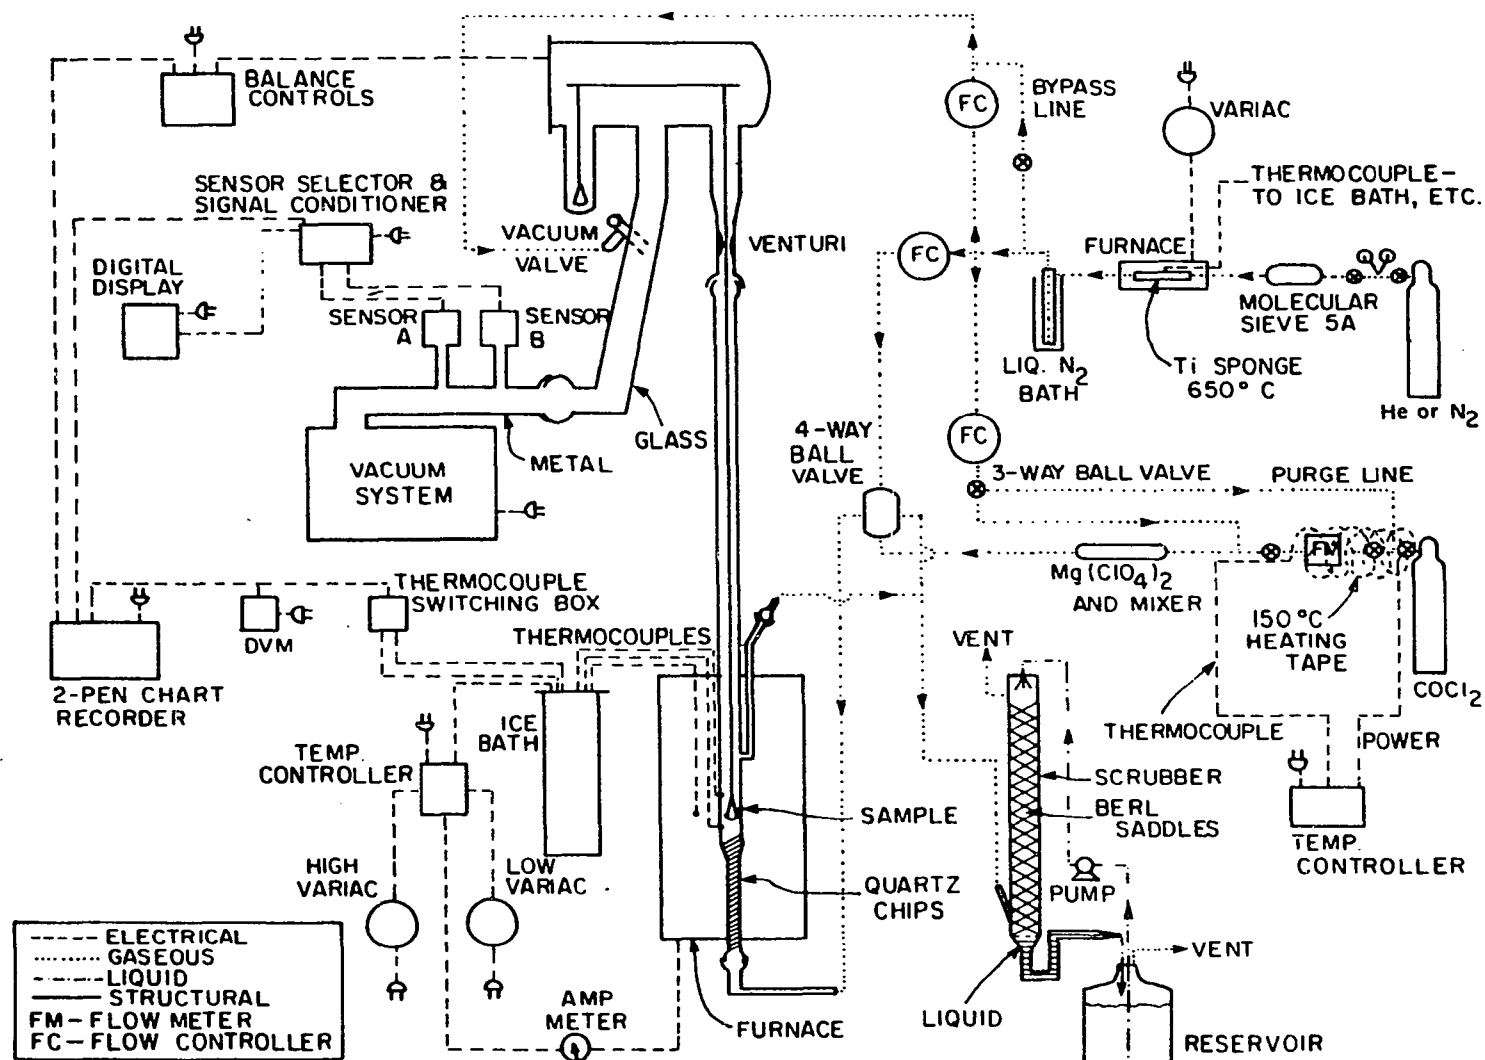 BALANCE
CONTROLS
FC
BYPASS
LINE
VARIAC
THERMOCOUPLE-
TO ICE BATH, ETC.
SENSOR SELECTOR &
SIGNAL CONDITIONER
VACUUM
VALVE
VENTURI
FC
FURNACE
MOLECULAR
SIEVE 5A
DIGITAL
DISPLAY
SENSOR
A
SENSOR
B
LIQ. N2
BATH
Ti SPONGE
650° C
He or N2
GLASS
METAL
VACUUM
SYSTEM
4-WAY
BALL
VALVE
FC
3-WAY BALL VALVE
PURGE LINE
FM
Mg(ClO4)2
AND MIXER
150°C
HEATING
TAPE
COCl2
THERMOCOUPLE
SWITCHING BOX
DVM
2-PEN CHART
RECORDER
THERMOCOUPLES
VENT
ICE
BATH
TEMP.
CONTROLLER
THERMOCOUPLE
POWER
SCRUBBER
BERL
SADDLES
SAMPLE
TEMP.
CONTROLLER
HIGH
VARIAC
LOW
VARIAC
QUARTZ
CHIPS
PUMP
VENT
LIQUID
RESERVOIR
AMP
METER
FURNACE
ELECTRICAL
GASEOUS
LIQUID
STRUCTURAL
FM-FLOW METER
FC-FLOW CONTROLLER